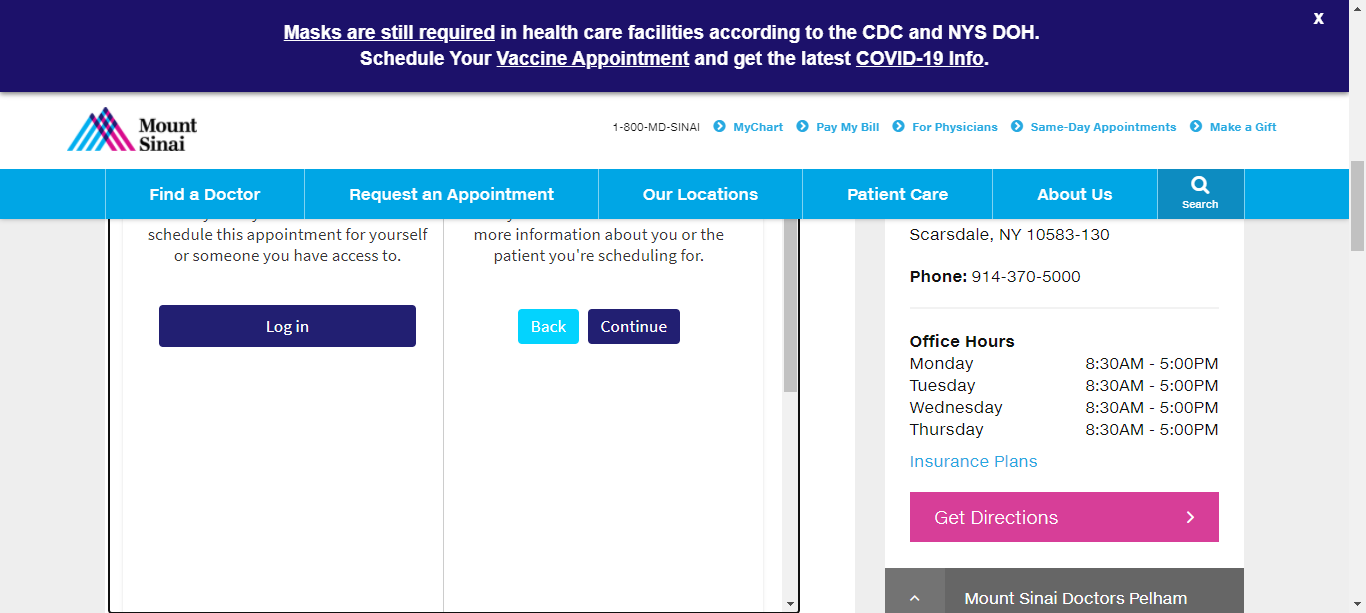 Masks are still required in health care facilities according to the CDC and NYS DOH.
Schedule Your Vaccine Appointment and get the latest COVID-19 Info.
X
Mount
Sinai
1-800-MD-SINAI
MyChart
Pay My Bill
For Physicians
Same-Day Appointments
Make a Gift
Find a Doctor
Request an Appointment
Our Locations
Patient Care
About Us
Search
schedule this appointment for yourself
or someone you have access to.
Log in
more information about you or the
patient you're scheduling for.
Back
Continue
Scarsdale, NY 10583-130
Phone: 914-370-5000
Office Hours
Monday 8:30AM - 5:00PM
Tuesday 8:30AM - 5:00PM
Wednesday 8:30AM - 5:00PM
Thursday 8:30AM - 5:00PM
Insurance Plans
Get Directions
Mount Sinai Doctors Pelham